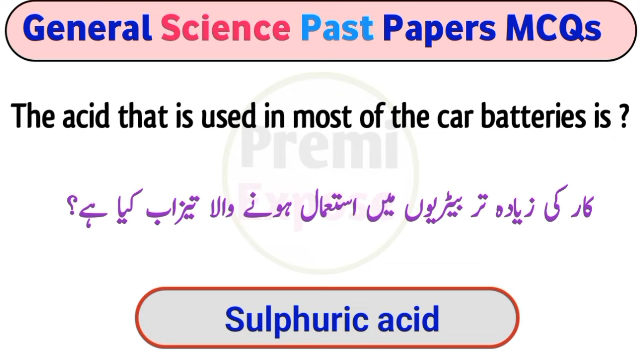 General Science Past Papers MCQs
The acid that is used in most of the car batteries is ?
Premi
کار کی زیادہ تر بیٹریوں میں استعمال ہونے والا تیزاب کیا ہے؟
Sulphuric acid